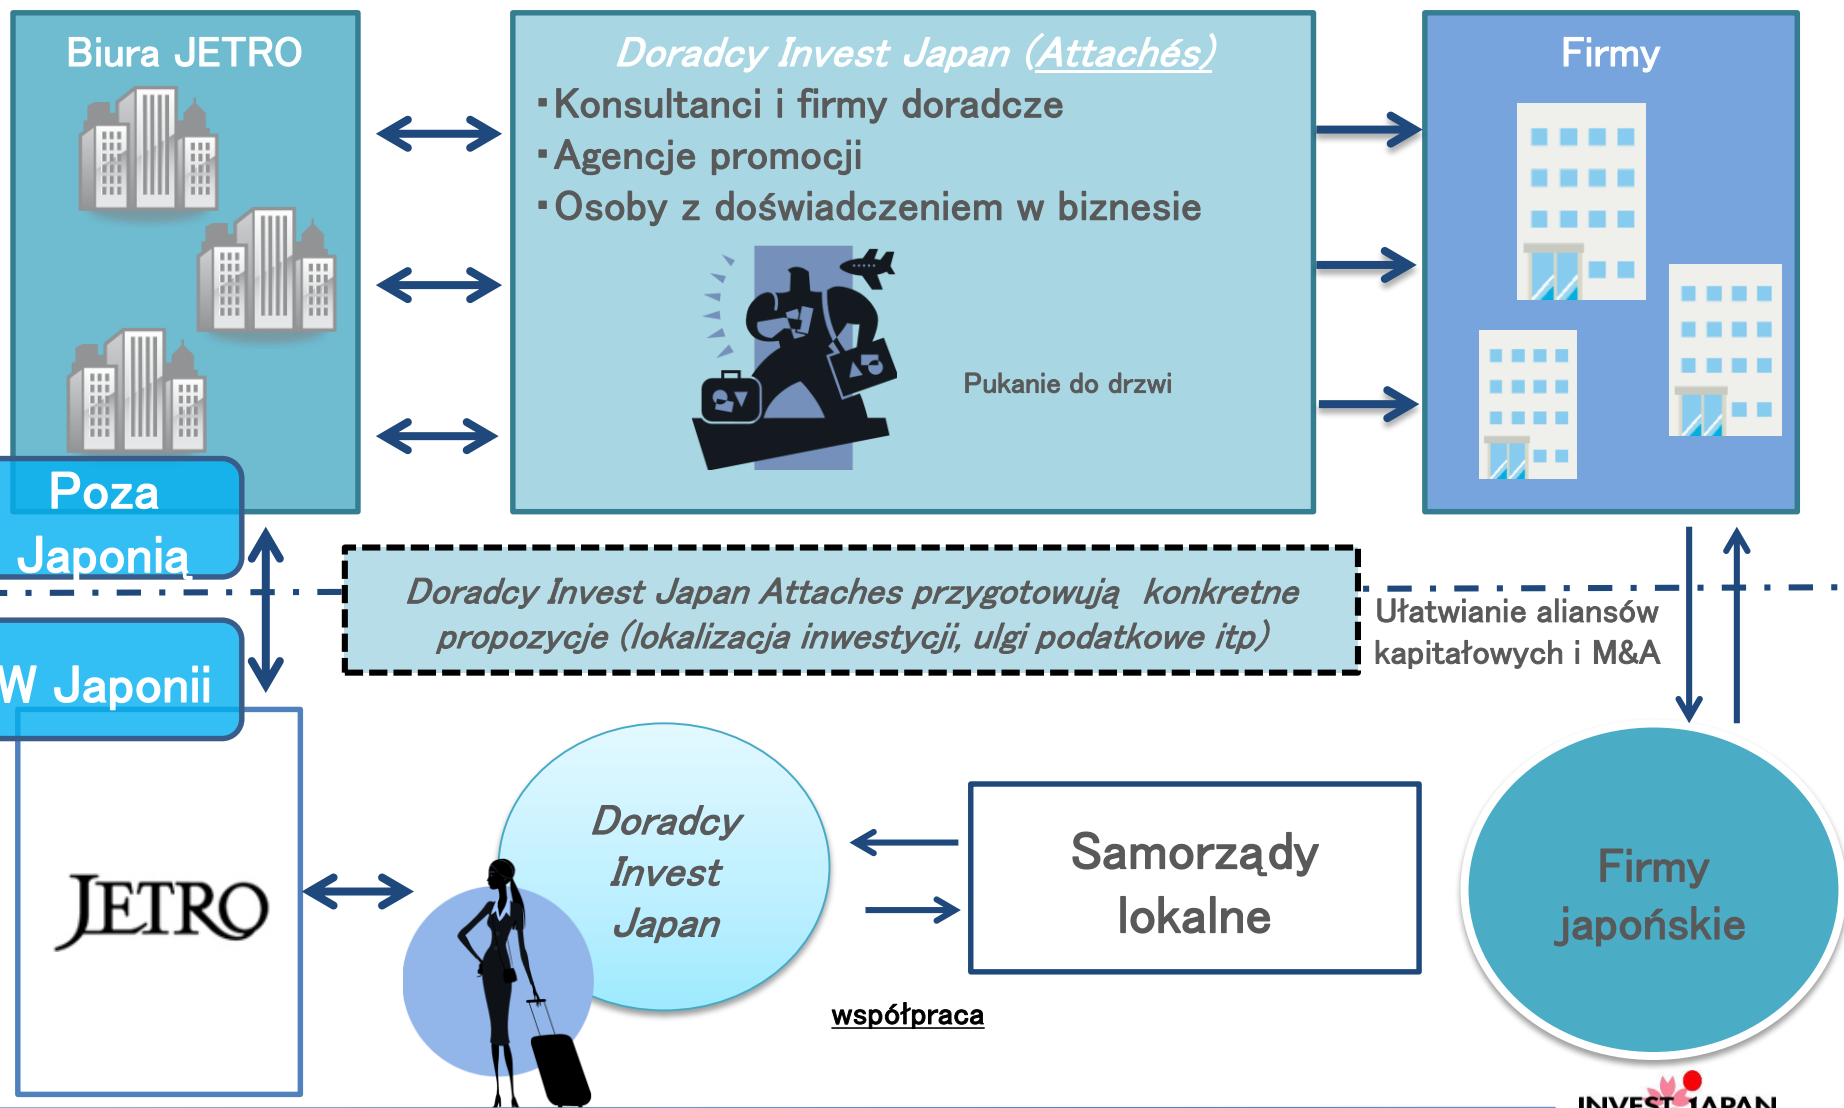 Biura JETRO
Doradcy Invest Japan (Attachés)
・Konsultanci i firmy doradcze
・Agencje promocji
・Osoby z doświadczeniem w biznesie
Pukanie do drzwi
Firmy
Poza
Japonią
Doradcy Invest Japan Attaches przygotowują konkretne
propozycje (lokalizacja inwestycji, ulgi podatkowe itp)
Ułatwianie aliansów
kapitałowych i M&A
W Japonii
JETRO
Doradcy
Invest
Japan
Samorządy
lokalne
współpraca
Firmy
japońskie
INVEST JAPAN